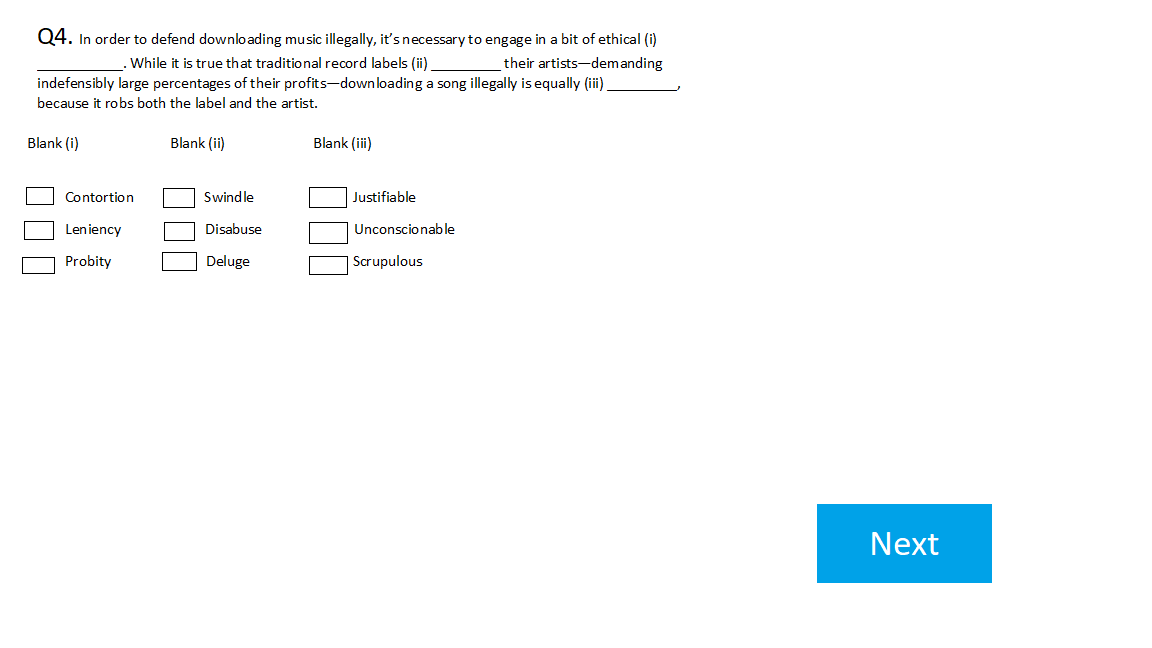 Q4. In order to defend downloading music illegally, it's necessary to engage in a bit of ethical (i)
____________. While it is true that traditional record labels (ii) __________ their artists—demanding
indefensibly large percentages of their profits—downloading a song illegally is equally (iii) __________,
because it robs both the label and the artist.
Blank (i) Blank (ii) Blank (iii)
Contortion Swindle Justifiable
Leniency Disabuse Unconscionable
Probity Deluge Scrupulous
Next